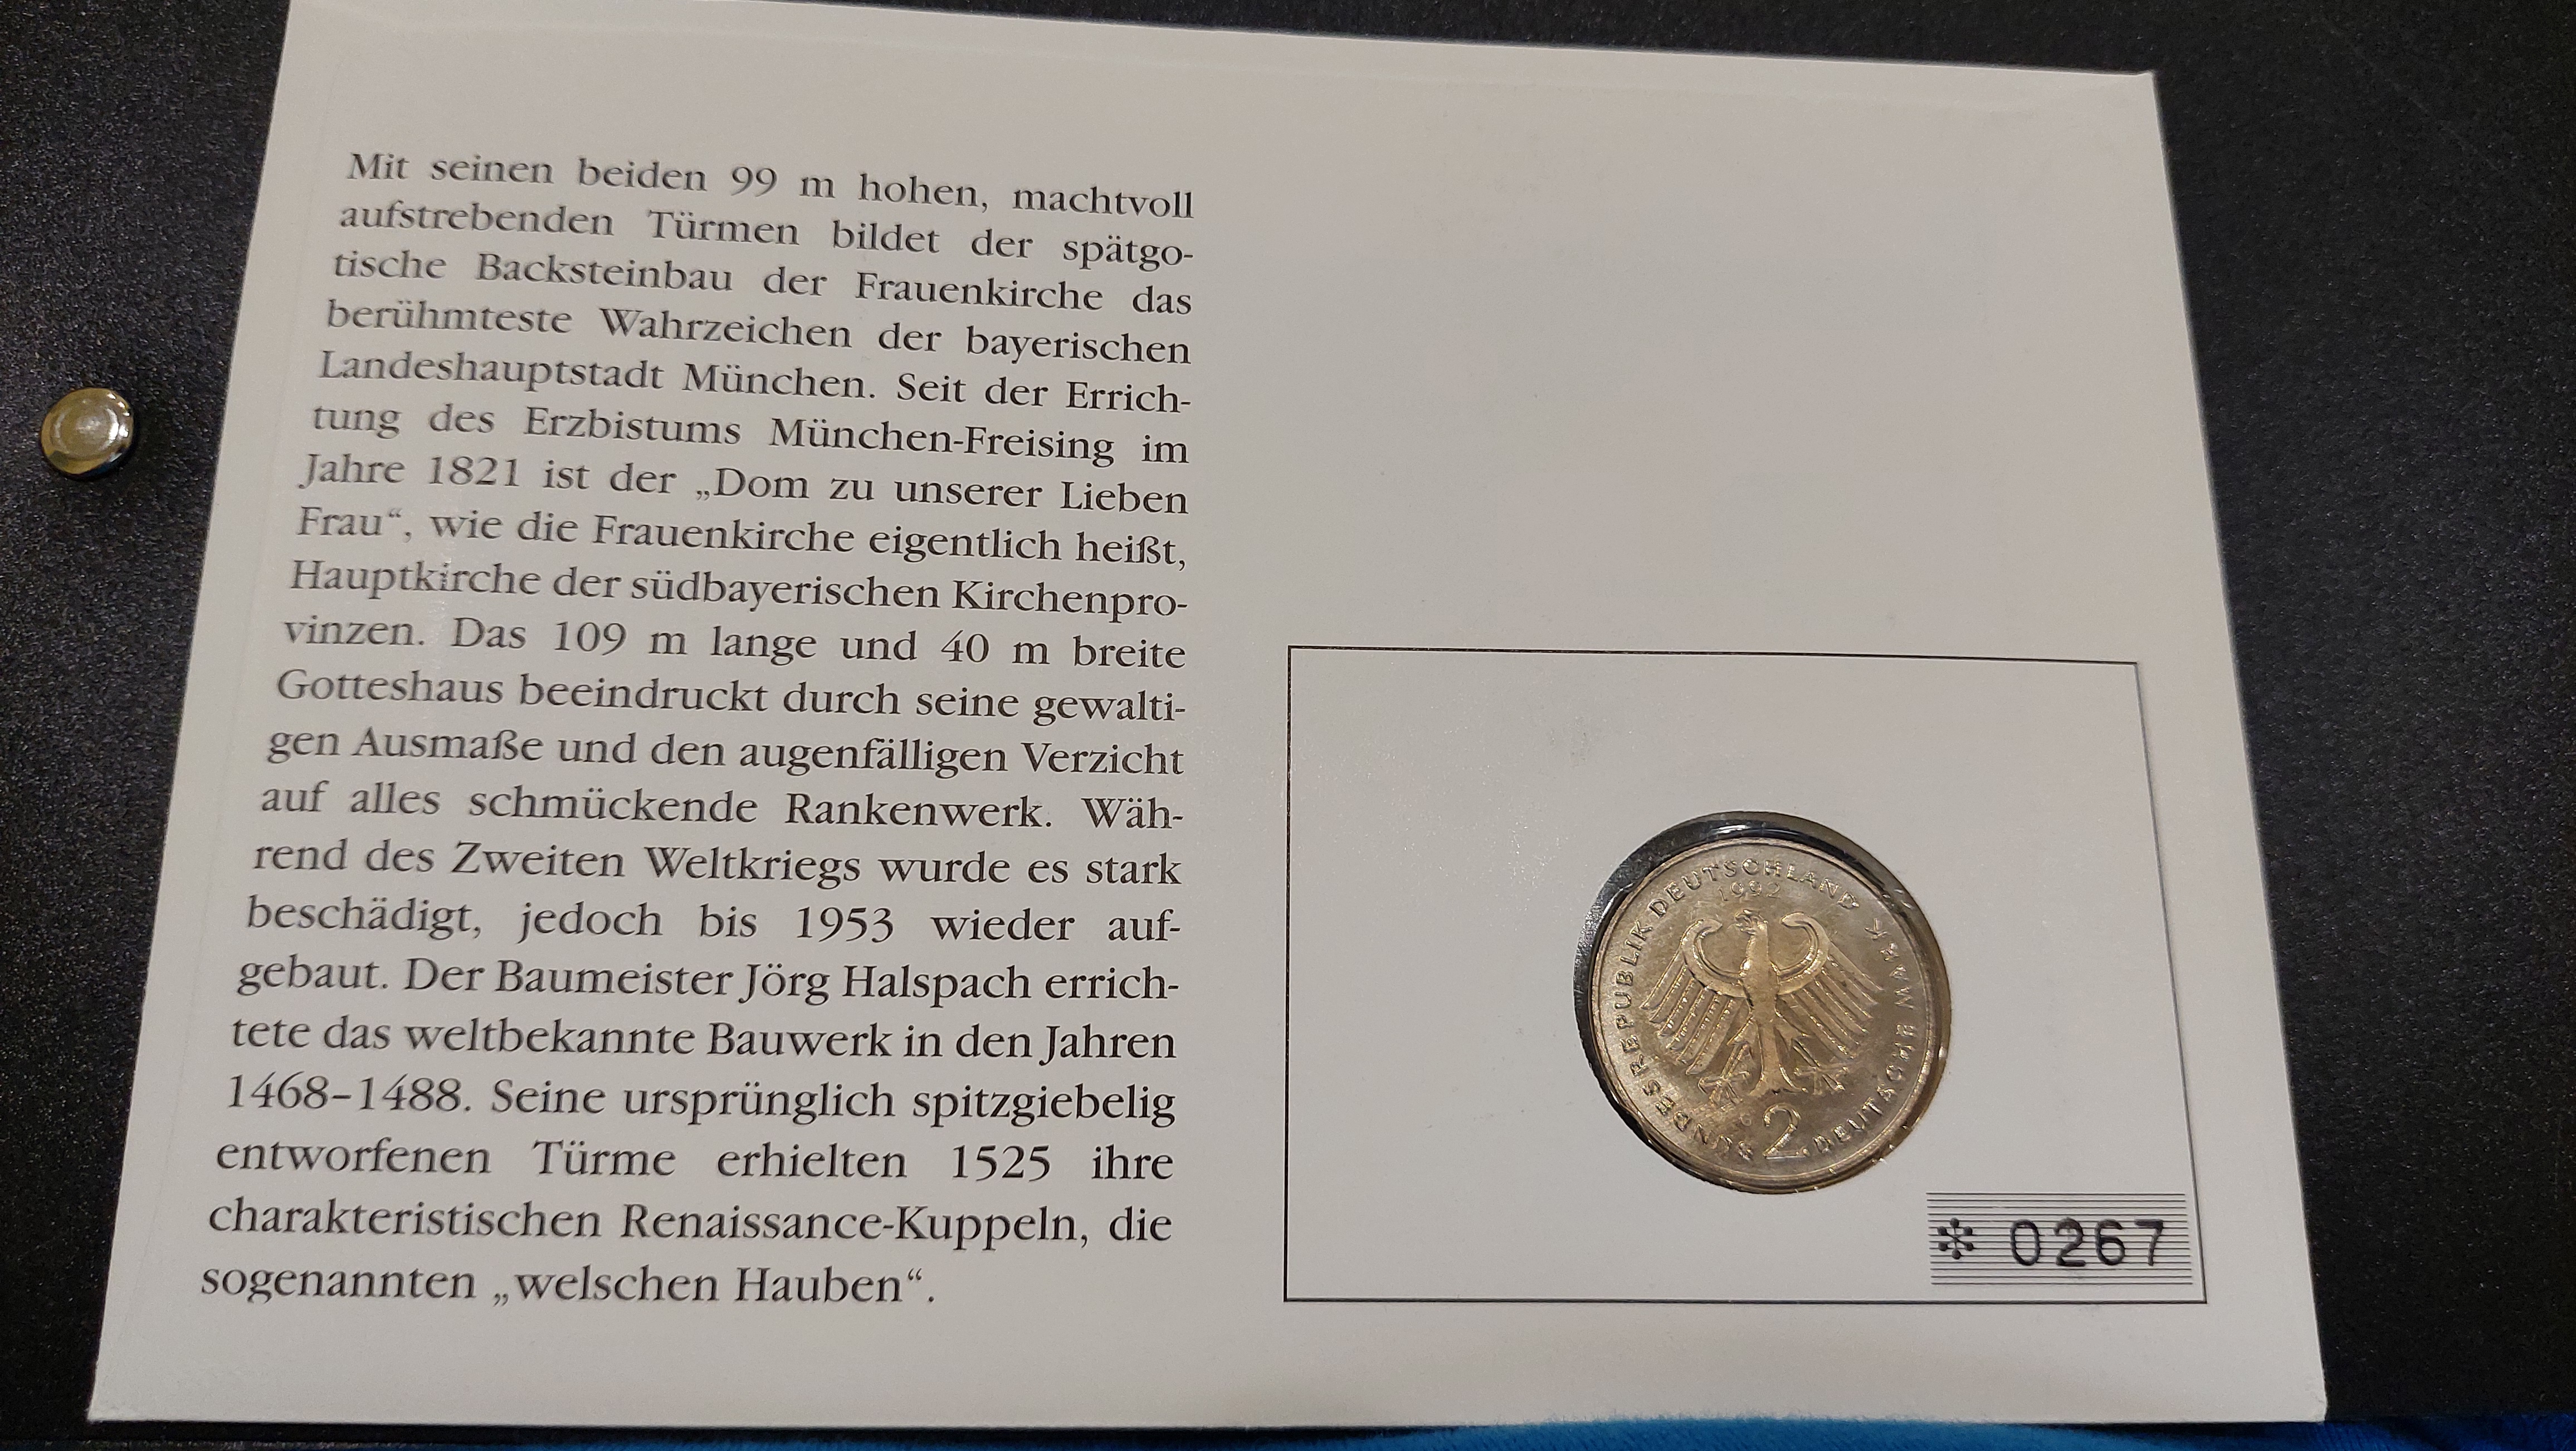 Mit seinen beiden 99 m hohen, machtvoll
aufstrebenden Türmen bildet der spätgo-
tische Backsteinbau der Frauenkirche das
berühmteste Wahrzeichen der bayerischen
Landeshauptstadt München. Seit der Errich-
tung des Erzbistums München-Freising im
Jahre 1821 ist der „Dom zu unserer Lieben
Frau“, wie die Frauenkirche eigentlich heißt,
Hauptkirche der südbayerischen Kirchenpro-
vinzen. Das 109 m lange und 40 m breite
Gotteshaus beeindruckt durch seine gewalti-
gen Ausmaße und den augenfälligen Verzicht
auf alles schmückende Rankenwerk. Wäh-
rend des Zweiten Weltkriegs wurde es stark
beschädigt, jedoch bis 1953 wieder auf-
gebaut. Der Baumeister Jörg Halspach errich-
tete das weltbekannte Bauwerk in den Jahren
1468–1488. Seine ursprünglich spitzgiebelig
entworfenen Türme erhielten 1525 ihre
charakteristischen Renaissance-Kuppeln, die
sogenannten „welschen Hauben“.
BUNDESREPUBLIK DEUTSCHLAND
1992
2 DEUTSCHE MARK
* 0267